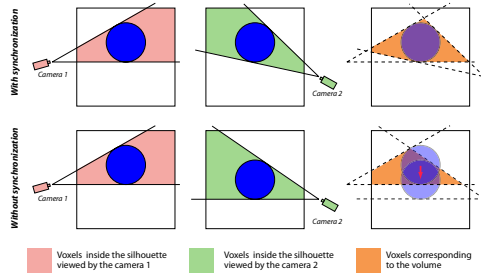 With synchronization
Camera 1
Camera 2
Without synchronization
Camera 1
Camera 2
Voxels inside the silhouette
viewed by the camera 1
Voxels inside the silhouette
viewed by the camera 2
Voxels corresponding
to the volume